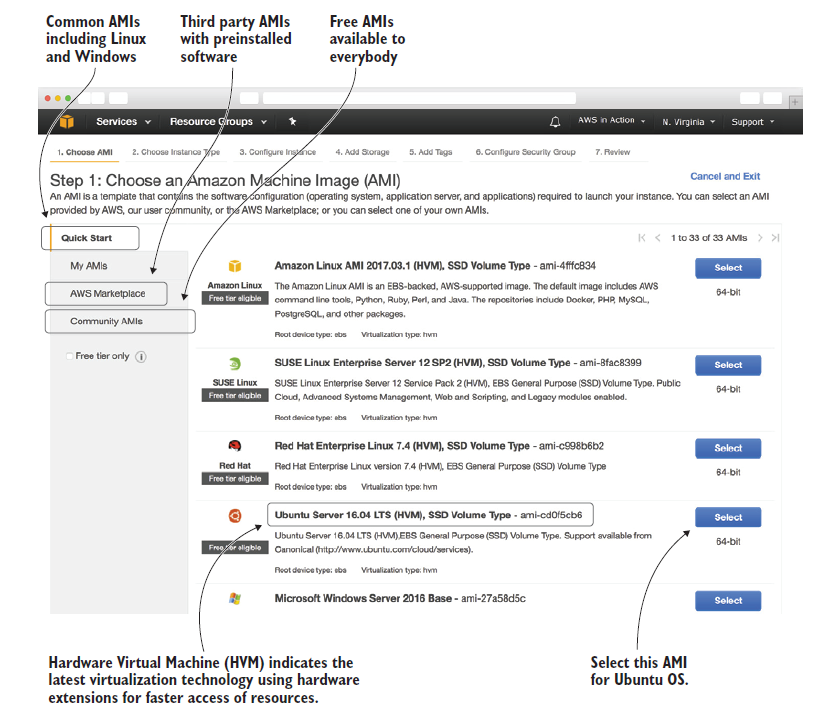 Common AMIs
including Linux
and Windows
Third party AMIs
with preinstalled
software
Free AMIs
available to
everybody
Services
Resource Groups
AWS in Action
N. Virginia
Support
1. Choose AMI
2. Choose Instance Type
3. Configure Instance
4. Add Storage
5. Add Tags
6. Configure Security Group
7. Review
Step 1: Choose an Amazon Machine Image (AMI)
Cancel and Exit
An AMI is a template that contains the software configuration (operating system, application server, and applications) required to launch your instance. You can select an AMI
provided by AWS, our user community, or the AWS Marketplace; or you can select one of your own AMIs.
Quick Start
My AMIs
AWS Marketplace
Community AMIs
Free tier only
1 to 33 of 33 AMIs
Amazon Linux
Free tier eligible
Amazon Linux AMI 2017.03.1 (HVM), SSD Volume Type - ami-4fffc834
The Amazon Linux AMI is an EBS-backed, AWS-supported image. The default image includes AWS
command line tools, Python, Ruby, Perl, and Java. The repositories include Docker, PHP, MySQL,
PostgreSQL, and other packages.
Root device type: ebs Virtualization type: hvm
Select
64-bit
SUSE Linux
Free tier eligible
SUSE Linux Enterprise Server 12 SP2 (HVM), SSD Volume Type - ami-8fac8399
SUSE Linux Enterprise Server 12 Service Pack 2 (HVM), EBS General Purpose (SSD) Volume Type. Public
Cloud, Advanced Systems Management, Web and Scripting, and Legacy modules enabled.
Root device type: ebs Virtualization type: hvm
Select
64-bit
Red Hat
Free tier eligible
Red Hat Enterprise Linux 7.4 (HVM), SSD Volume Type - ami-c998b6b2
Red Hat Enterprise Linux version 7.4 (HVM), EBS General Purpose (SSD) Volume Type
Root device type: ebs Virtualization type: hvm
Select
64-bit
Free tier eligible
Ubuntu Server 16.04 LTS (HVM), SSD Volume Type - ami-cd0f5cb6
Ubuntu Server 16.04 LTS (HVM),EBS General Purpose (SSD) Volume Type. Support available from
Canonical (http://www.ubuntu.com/cloud/services).
Root device type: ebs Virtualization type: hvm
Select
64-bit
Microsoft Windows Server 2016 Base - ami-27a58d5c
Select
Hardware Virtual Machine (HVM) indicates the
latest virtualization technology using hardware
extensions for faster access of resources.
Select this AMI
for Ubuntu OS.